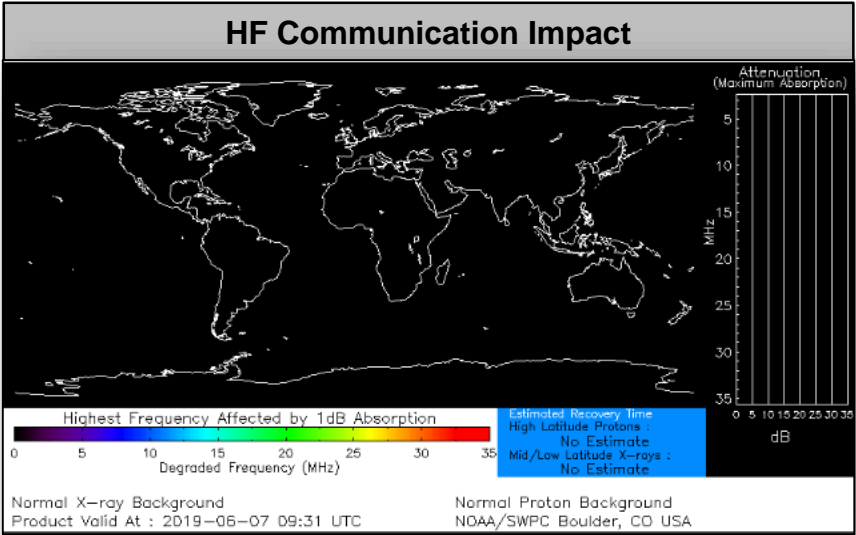 HF Communication Impact
Attenuation
(Maximum Absorption)
5
10
15
20
25
30
35
MHz
0 5 10 15 20 25 30 35
dB
Highest Frequency Affected by 1dB Absorption
0 5 10 15 20 25 30 35
Degraded Frequency (MHz)
Estimated Recovery Time
High Latitude Protons :
No Estimate
Mid/Low Latitude X-rays :
No Estimate
Normal X-ray Background
Product Valid At : 2019-06-07 09:31 UTC
Normal Proton Background
NOAA/SWPC Boulder, CO USA